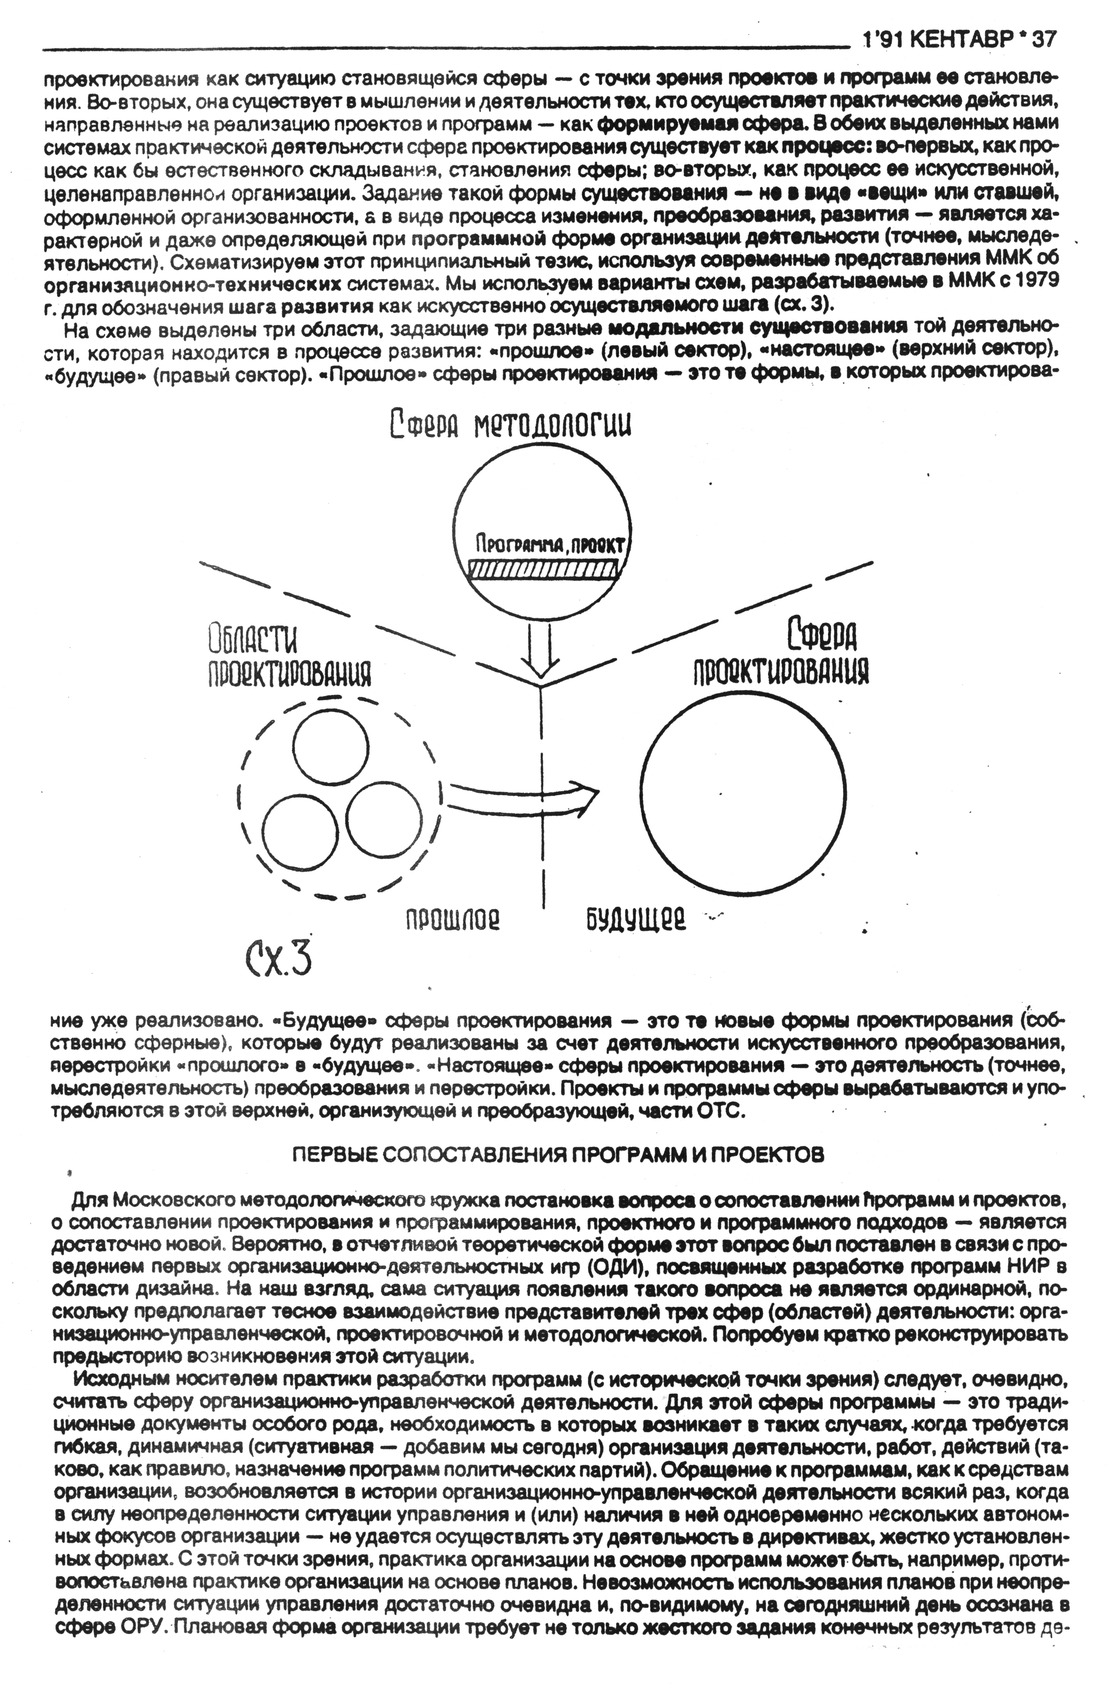 1'91 КЕНТАВР * 37
проектирования как ситуацию становящейся сферы — с точки зрения проектов и программ ее становле-
ния. Во-вторых, она существует в мышлении и деятельности тех, кто осуществляет практические действия,
направленные на реализацию проектов и программ — как формируемая сфера. В обеих выделенных нами
системах практической деятельности сфера проектирования существует как процесс: во-первых, как про-
цесс как бы естественного складывания, становления сферы; во-вторых, как процесс ее искусственной,
целенаправленной организации. Задание такой формы существования — не в виде «вещи» или ставшей,
оформленной организованности, а в виде процесса изменения, преобразования, развития — является ха-
рактерной и даже определяющей при программной форме организации деятельности (точнее, мыследе-
ятельности). Схематизируем этот принципиальный тезис, используя современные представления ММК об
организационно-технических системах. Мы используем варианты схем, разрабатываемые в ММК с 1979
г. для обозначения шага развития как искусственно осуществляемого шага (сх. 3).
На схеме выделены три области, задающие три разные модальности существования той деятельно-
сти, которая находится в процессе развития: «прошлое» (левый сектор), «настоящее» (верхний сектор),
«будущее» (правый сектор). «Прошлое» сферы проектирования — это те формы, в которых проектирова-
Сфера методологии
Программа, проект
Области
проектирования
Сфера
проектирования
прошлое
будущее
Сх.3
ние уже реализовано. «Будущее» сферы проектирования — это те новые формы проектирования (соб-
ственно сферные), которые будут реализованы за счет деятельности искусственного преобразования,
перестройки «прошлого» в «будущее». «Настоящее» сферы проектирования — это деятельность (точнее,
мыследеятельность) преобразования и перестройки. Проекты и программы сферы вырабатываются и упо-
требляются в этой верхней, организующей и преобразующей, части ОТС.
ПЕРВЫЕ СОПОСТАВЛЕНИЯ ПРОГРАММ И ПРОЕКТОВ
Для Московского методологического кружка постановка вопроса о сопоставлении программ и проектов,
о сопоставлении проектирования и программирования, проектного и программного подходов — является
достаточно новой. Вероятно, в отчетливой теоретической форме этот вопрос был поставлен в связи с про-
ведением первых организационно-деятельностных игр (ОДИ), посвященных разработке программ НИР в
области дизайна. На наш взгляд, сама ситуация появления такого вопроса не является ординарной, по-
скольку предполагает тесное взаимодействие представителей трех сфер (областей) деятельности: орга-
низационно-управленческой, проектировочной и методологической. Попробуем кратко реконструировать
предысторию возникновения этой ситуации.
Исходным носителем практики разработки программ (с исторической точки зрения) следует, очевидно,
считать сферу организационно-управленческой деятельности. Для этой сферы программы — это тради-
ционные документы особого рода, необходимость в которых возникает в таких случаях, когда требуется
гибкая, динамичная (ситуативная — добавим мы сегодня) организация деятельности, работ, действий (та-
ково, как правило, назначение программ политических партий). Обращение к программам, как к средствам
организации, возобновляется в истории организационно-управленческой деятельности всякий раз, когда
в силу неопределенности ситуации управления и (или) наличия в ней одновременно нескольких автоном-
ных фокусов организации — не удается осуществлять эту деятельность в директивах, жестко установлен-
ных формах. С этой точки зрения, практика организации на основе программ может быть, например, проти-
вопоставлена практике организации на основе планов. Невозможность использования планов при неопре-
деленности ситуации управления достаточно очевидна и, по-видимому, на сегодняшний день осознана в
сфере ОРУ. Плановая форма организации требует не только жесткого задания конечных результатов де-